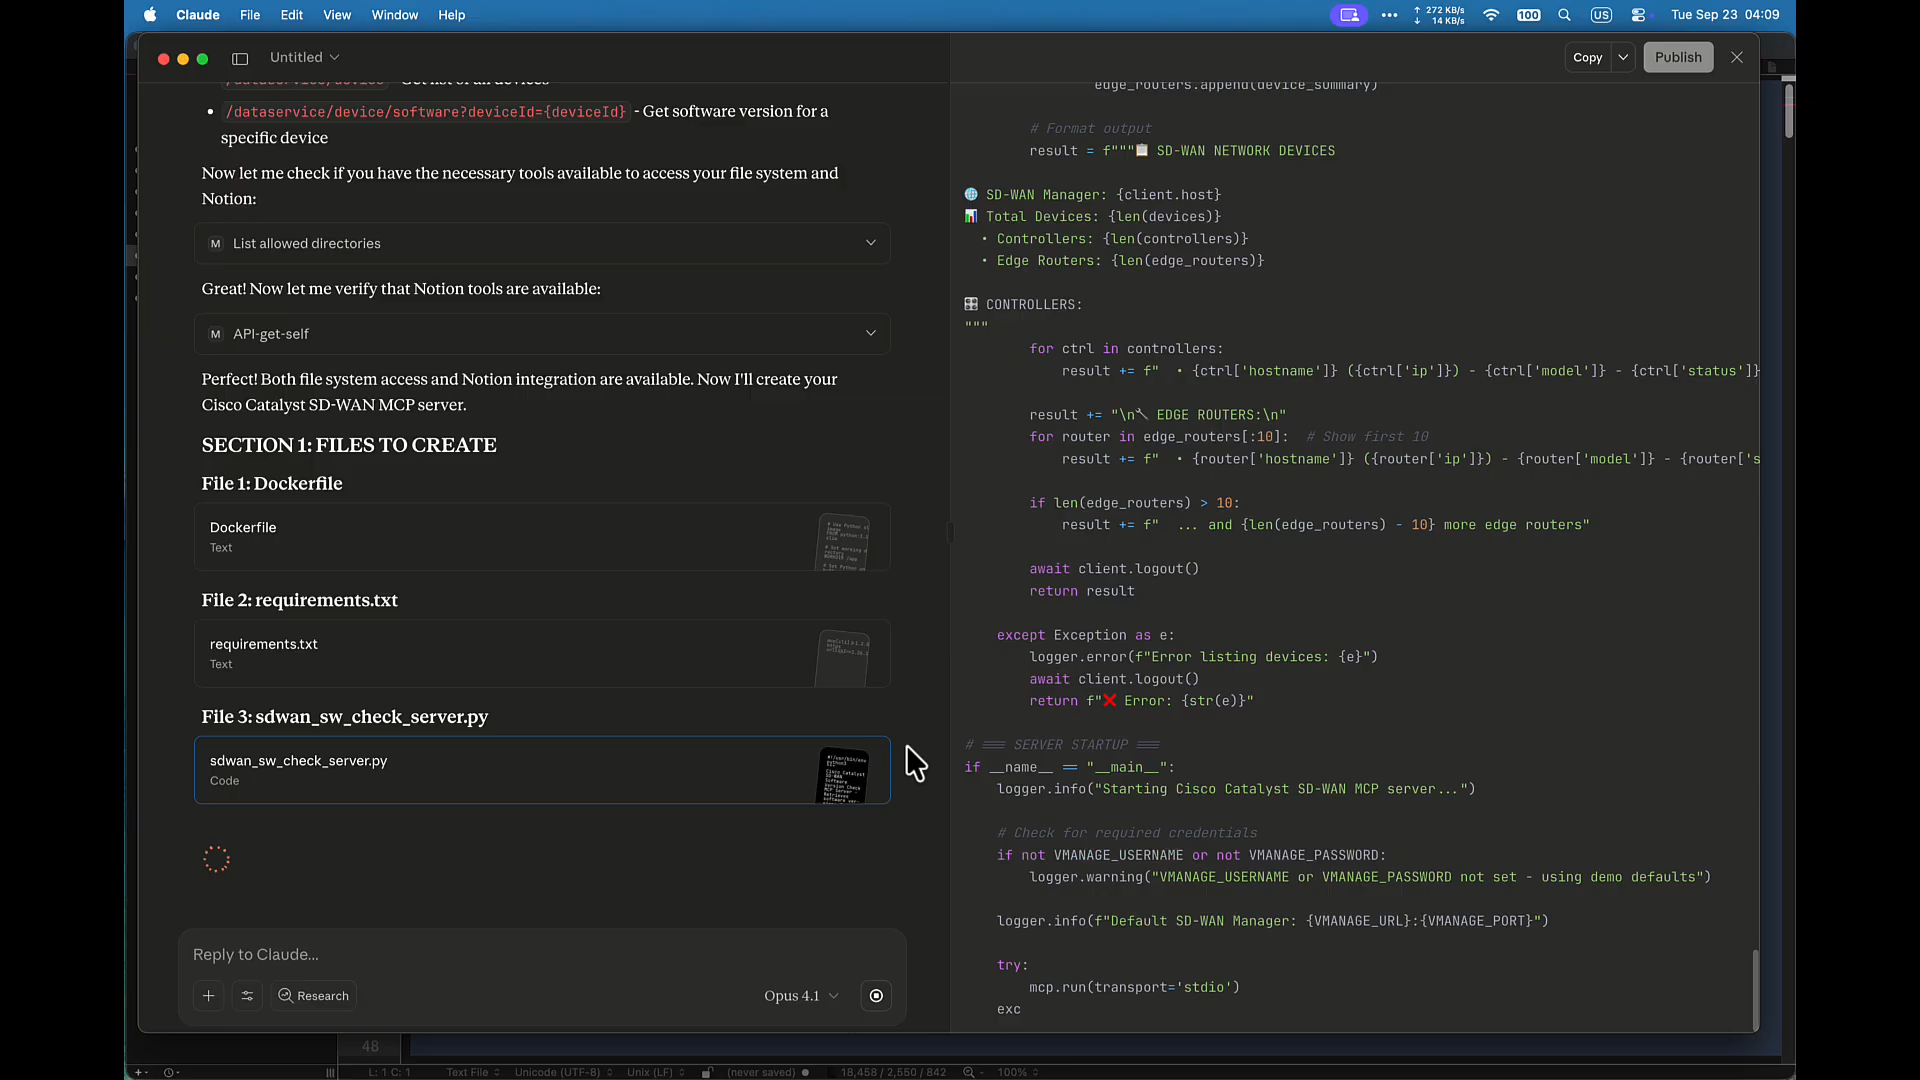 Claude File Edit View Window Help
272 KB/s
14 KB/s
100
US
Tue Sep 23 04:09
Untitled
Copy
Publish
- Get list of all devices
/dataservice/device/software?deviceId={deviceId} - Get software version for a
specific device
Now let me check if you have the necessary tools available to access your file system and
Notion:
M List allowed directories
Great! Now let me verify that Notion tools are available:
M API-get-self
Perfect! Both file system access and Notion integration are available. Now I'll create your
Cisco Catalyst SD-WAN MCP server.
SECTION 1: FILES TO CREATE
File 1: Dockerfile
Dockerfile
Text
File 2: requirements.txt
requirements.txt
Text
File 3: sdwan_sw_check_server.py
sdwan_sw_check_server.py
Code
Reply to Claude...
Research
Opus 4.1
edge_routers.append(device_summary)
# Format output
result = f"""📋 SD-WAN NETWORK DEVICES
🌐 SD-WAN Manager: {client.host}
📊 Total Devices: {len(devices)}
• Controllers: {len(controllers)}
• Edge Routers: {len(edge_routers)}
🎛️ CONTROLLERS:
"""
for ctrl in controllers:
result += f"  • {ctrl['hostname']} ({ctrl['ip']}) - {ctrl['model']} - {ctrl['status']}
result += "\n🔧 EDGE ROUTERS:\n"
for router in edge_routers[:10]:  # Show first 10
result += f"  • {router['hostname']} ({router['ip']}) - {router['model']} - {router['s
if len(edge_routers) > 10:
result += f"  ... and {len(edge_routers) - 10} more edge routers"
await client.logout()
return result
except Exception as e:
logger.error(f"Error listing devices: {e}")
await client.logout()
return f"❌ Error: {str(e)}"
# === SERVER STARTUP ===
if __name__ == "__main__":
logger.info("Starting Cisco Catalyst SD-WAN MCP server...")
# Check for required credentials
if not VMANAGE_USERNAME or not VMANAGE_PASSWORD:
logger.warning("VMANAGE_USERNAME or VMANAGE_PASSWORD not set - using demo defaults")
logger.info(f"Default SD-WAN Manager: {VMANAGE_URL}:{VMANAGE_PORT}")
try:
mcp.run(transport='stdio')
exc
48
L: 1 C: 1 Text File Unicode (UTF-8) Unix (LF) (never saved) 18,458 / 2,550 / 842 100%